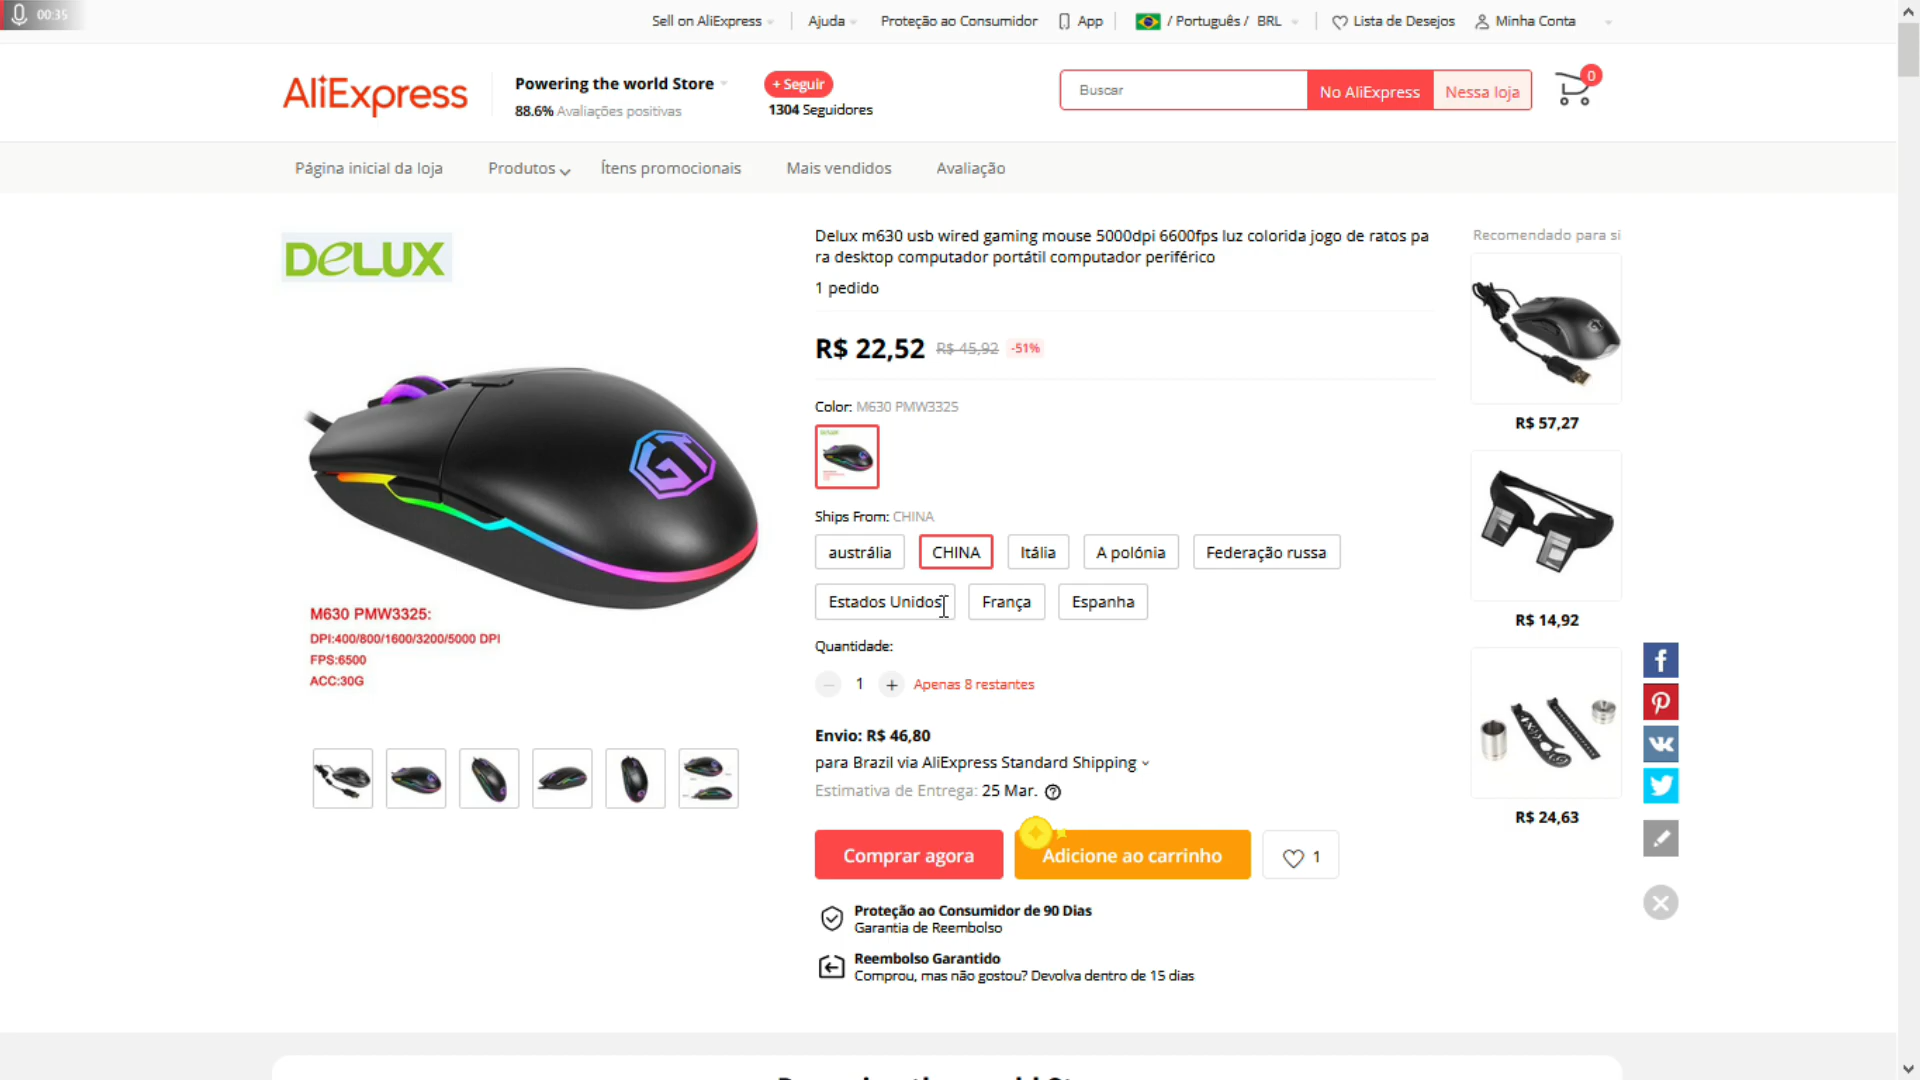 00:35
Sell on AliExpress
Ajuda
Proteção ao Consumidor
App
/ Português / BRL
Lista de Desejos
Minha Conta
AliExpress
Powering the world Store
88.6% Avaliações positivas
+ Seguir
1304 Seguidores
Buscar
No AliExpress
Nessa loja
0
Página inicial da loja
Produtos
Ítens promocionais
Mais vendidos
Avaliação
DeLUX
GT
M630 PMW3325:
DPI:400/800/1600/3200/5000 DPI
FPS:6500
ACC:30G
Delux m630 usb wired gaming mouse 5000dpi 6600fps luz colorida jogo de ratos pa
ra desktop computador portátil computador periférico
1 pedido
R$ 22,52 R$ 45,92 -51%
Color: M630 PMW3325
Ships From: CHINA
austrália
CHINA
Itália
A polónia
Federação russa
Estados Unidos
França
Espanha
Quantidade:
1
Apenas 8 restantes
Envio: R$ 46,80
para Brazil via AliExpress Standard Shipping
Estimativa de Entrega: 25 Mar.
Comprar agora
Adicione ao carrinho
1
Proteção ao Consumidor de 90 Dias
Garantia de Reembolso
Reembolso Garantido
Comprou, mas não gostou? Devolva dentro de 15 dias
Recomendado para si
R$ 57,27
R$ 14,92
R$ 24,63